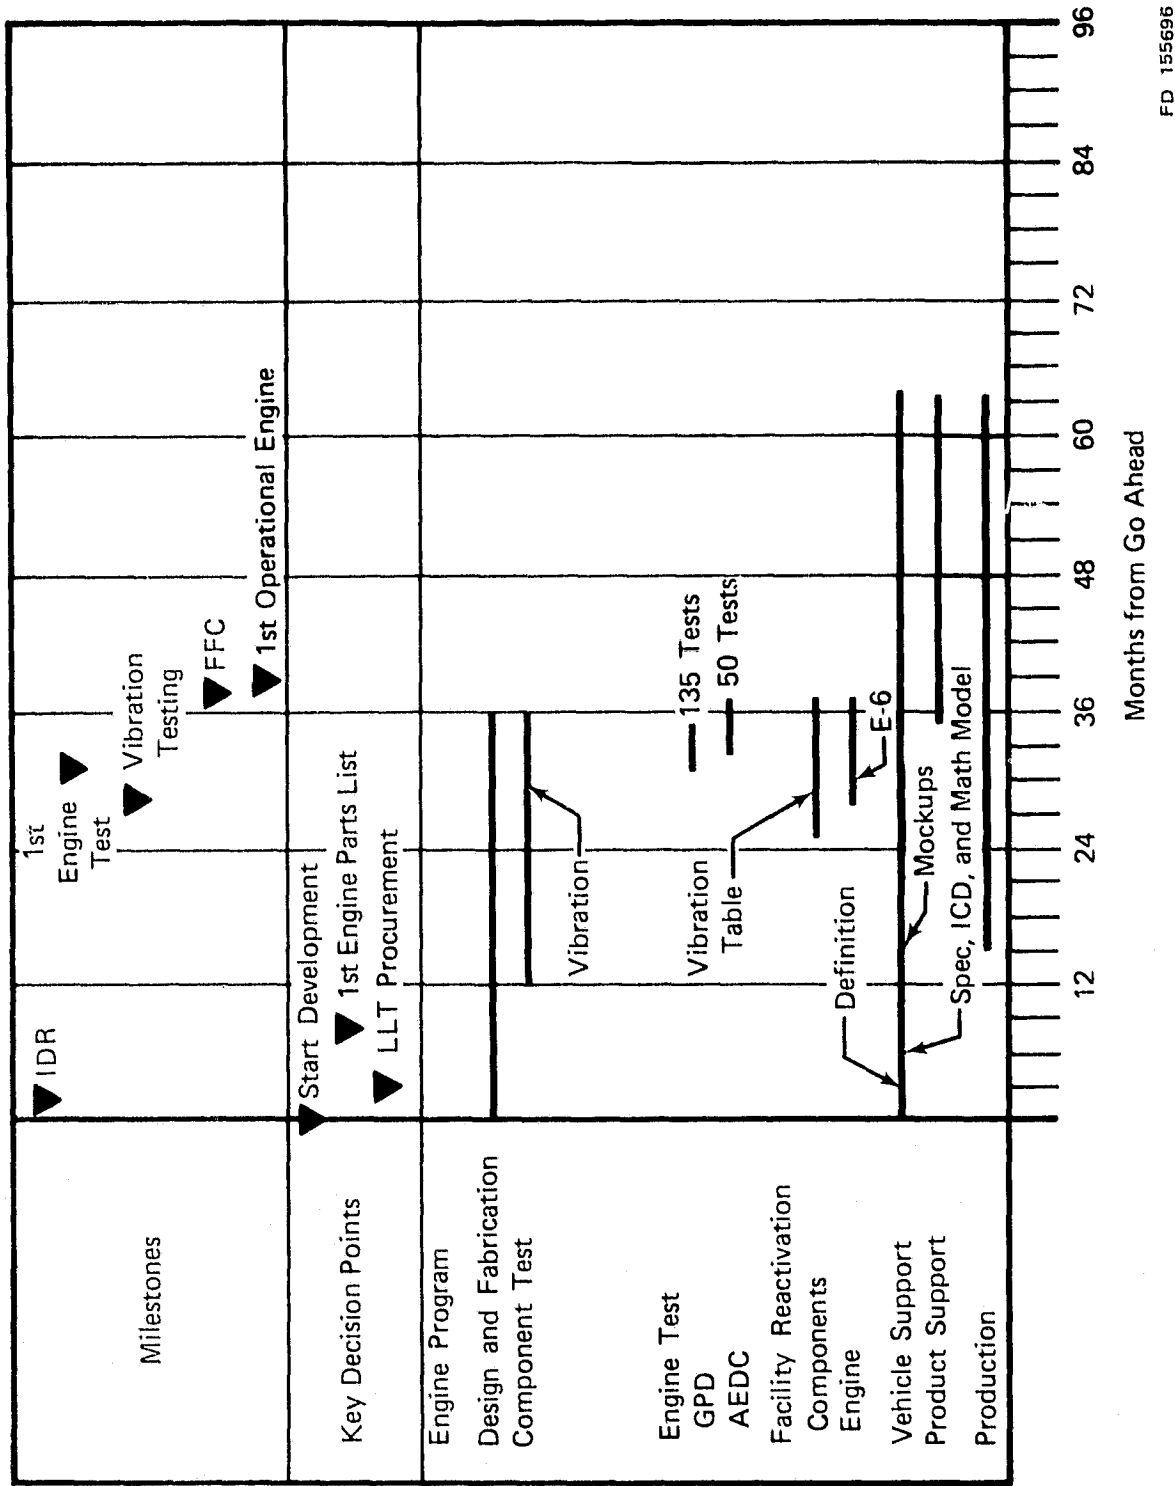 Milestones
IDR
1st
Engine
Test
Vibration
Testing
FFC
1st Operational Engine
Key Decision Points
Start Development
1st Engine Parts List
LLT Procurement
Engine Program
Design and Fabrication
Component Test
Vibration
Engine Test
GPD
135 Tests
AEDC
50 Tests
Facility Reactivation
Components
Vibration
Table
Engine
E-6
Vehicle Support
Definition
Mockups
Spec, ICD, and Math Model
Product Support
Production
12 24 36 48 60 72 84 96
Months from Go Ahead
FD 155696